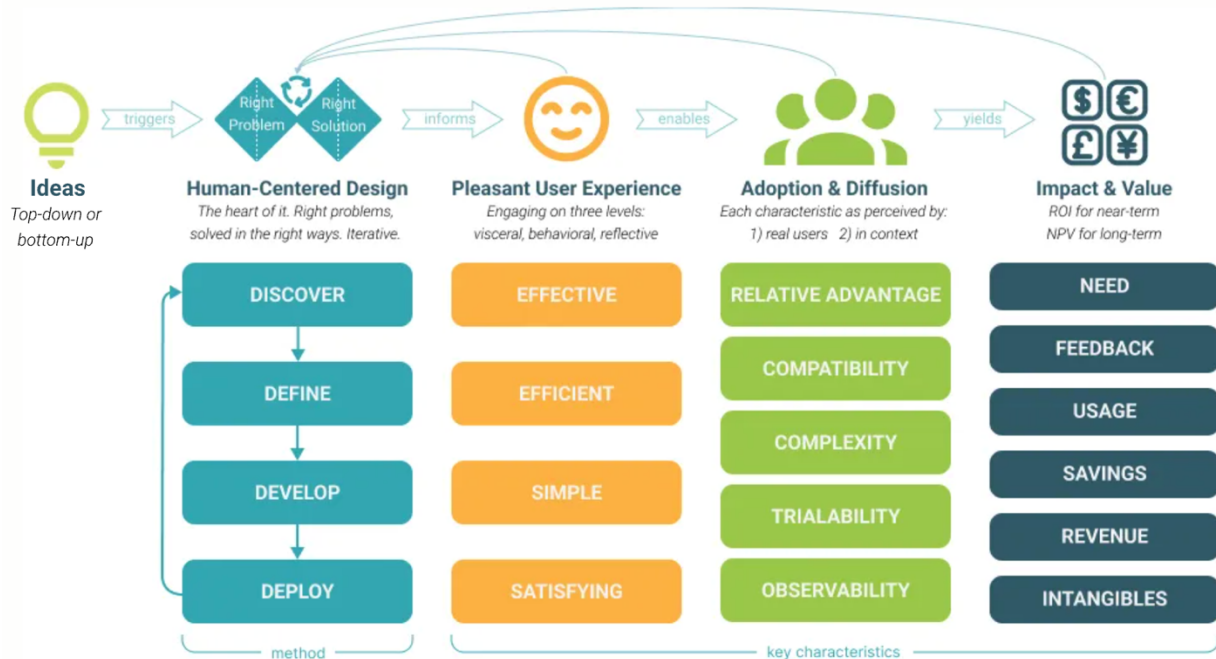 triggers
Right
Problem
Right
Solution
informs
enables
yields
$
€
£
¥
Ideas
Top-down or
bottom-up
Human-Centered Design
The heart of it. Right problems,
solved in the right ways. Iterative.
Pleasant User Experience
Engaging on three levels:
visceral, behavioral, reflective
Adoption & Diffusion
Each characteristic as perceived by:
1) real users 2) in context
Impact & Value
ROI for near-term
NPV for long-term
DISCOVER
DEFINE
DEVELOP
DEPLOY
method
EFFECTIVE
EFFICIENT
SIMPLE
SATISFYING
RELATIVE ADVANTAGE
COMPATIBILITY
COMPLEXITY
TRIALABILITY
OBSERVABILITY
NEED
FEEDBACK
USAGE
SAVINGS
REVENUE
INTANGIBLES
key characteristics